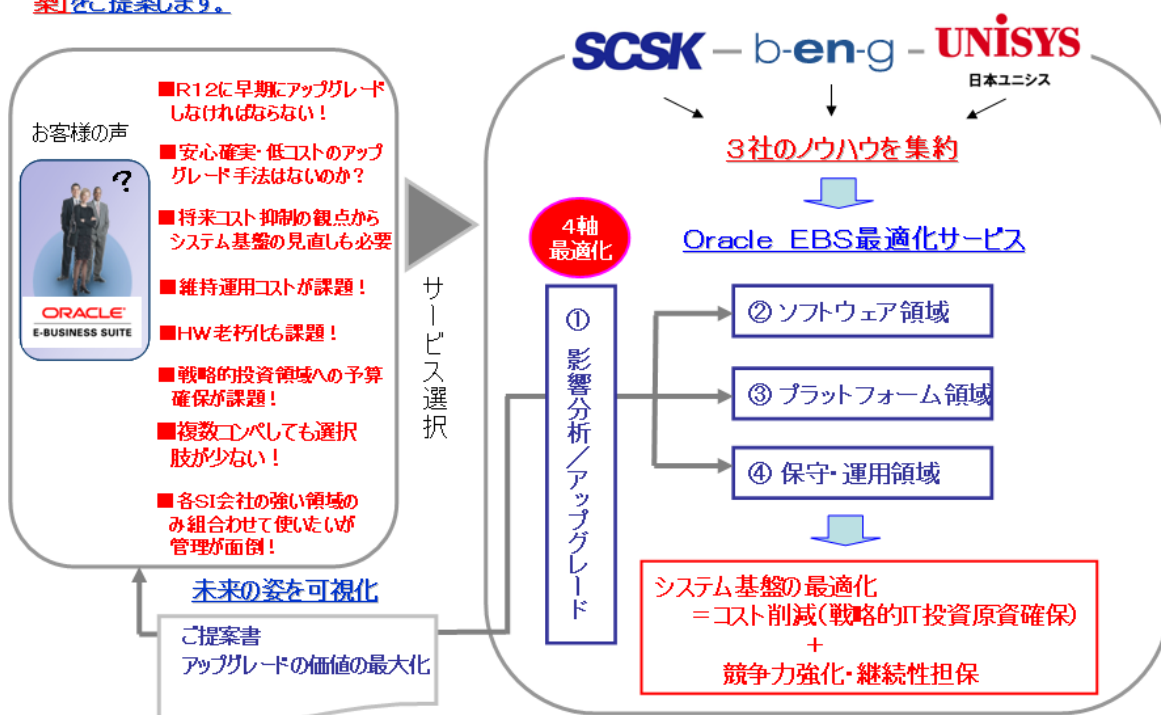 築」をご提案します。
お客様の声
?
ORACLE
E-BUSINESS SUITE
■R12に早期にアップグレード
しなければならない!
■安心確実・低コストのアップ
グレード手法はないのか?
■将来コスト抑制の観点から
システム基盤の見直しも必要
■維持運用コストが課題!
■HW老朽化も課題!
■戦略的投資領域への予算
確保が課題!
■複数コンペしても選択
肢が少ない!
■各SI会社の強い領域の
み組合わせて使いたいが
管理が面倒!
サービス選択
SCSK – b-en-g – UNISYS
日本ユニシス
3社のノウハウを集約
4軸
最適化
Oracle EBS最適化サービス
① 影響分析/アップグレード
② ソフトウェア領域
③ プラットフォーム領域
④ 保守・運用領域
システム基盤の最適化
=コスト削減(戦略的IT投資原資確保)
+
競争力強化・継続性担保
未来の姿を可視化
ご提案書
アップグレードの価値の最大化